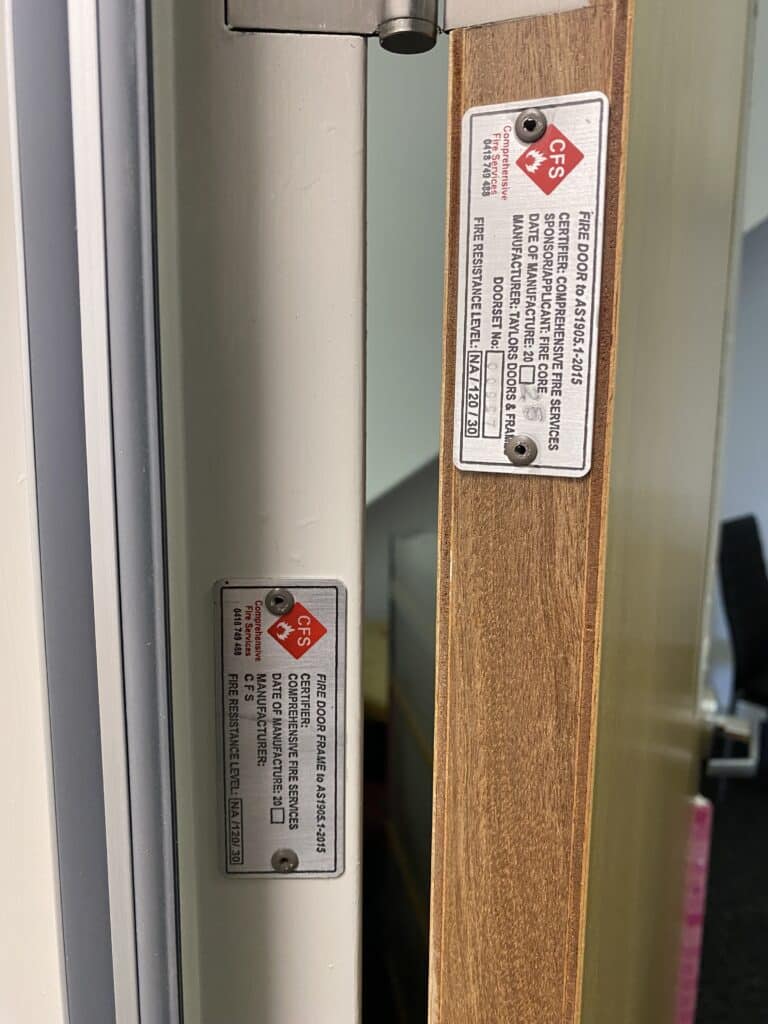 CFS
Comprehensive
Fire Services
0418 749 488
FIRE DOOR to AS1905.1-2015
CERTIFIER: COMPREHENSIVE FIRE SERVICES
SPONSOR/APPLICANT: FIRE CORE
DATE OF MANUFACTURE: 20 25
MANUFACTURER: TAYLORS DOORS &
DOORSET No:
FIRE RESISTANCE LEVEL: NA / 120 / 30
CFS
Comprehensive
Fire Services
0418 749 488
FIRE DOOR FRAME to AS1905.1-2015
CERTIFIER:
COMPREHENSIVE FIRE SERVICES
DATE OF MANUFACTURE: 20
MANUFACTURER:
C F S
FIRE RESISTANCE LEVEL: NA /120/ 30